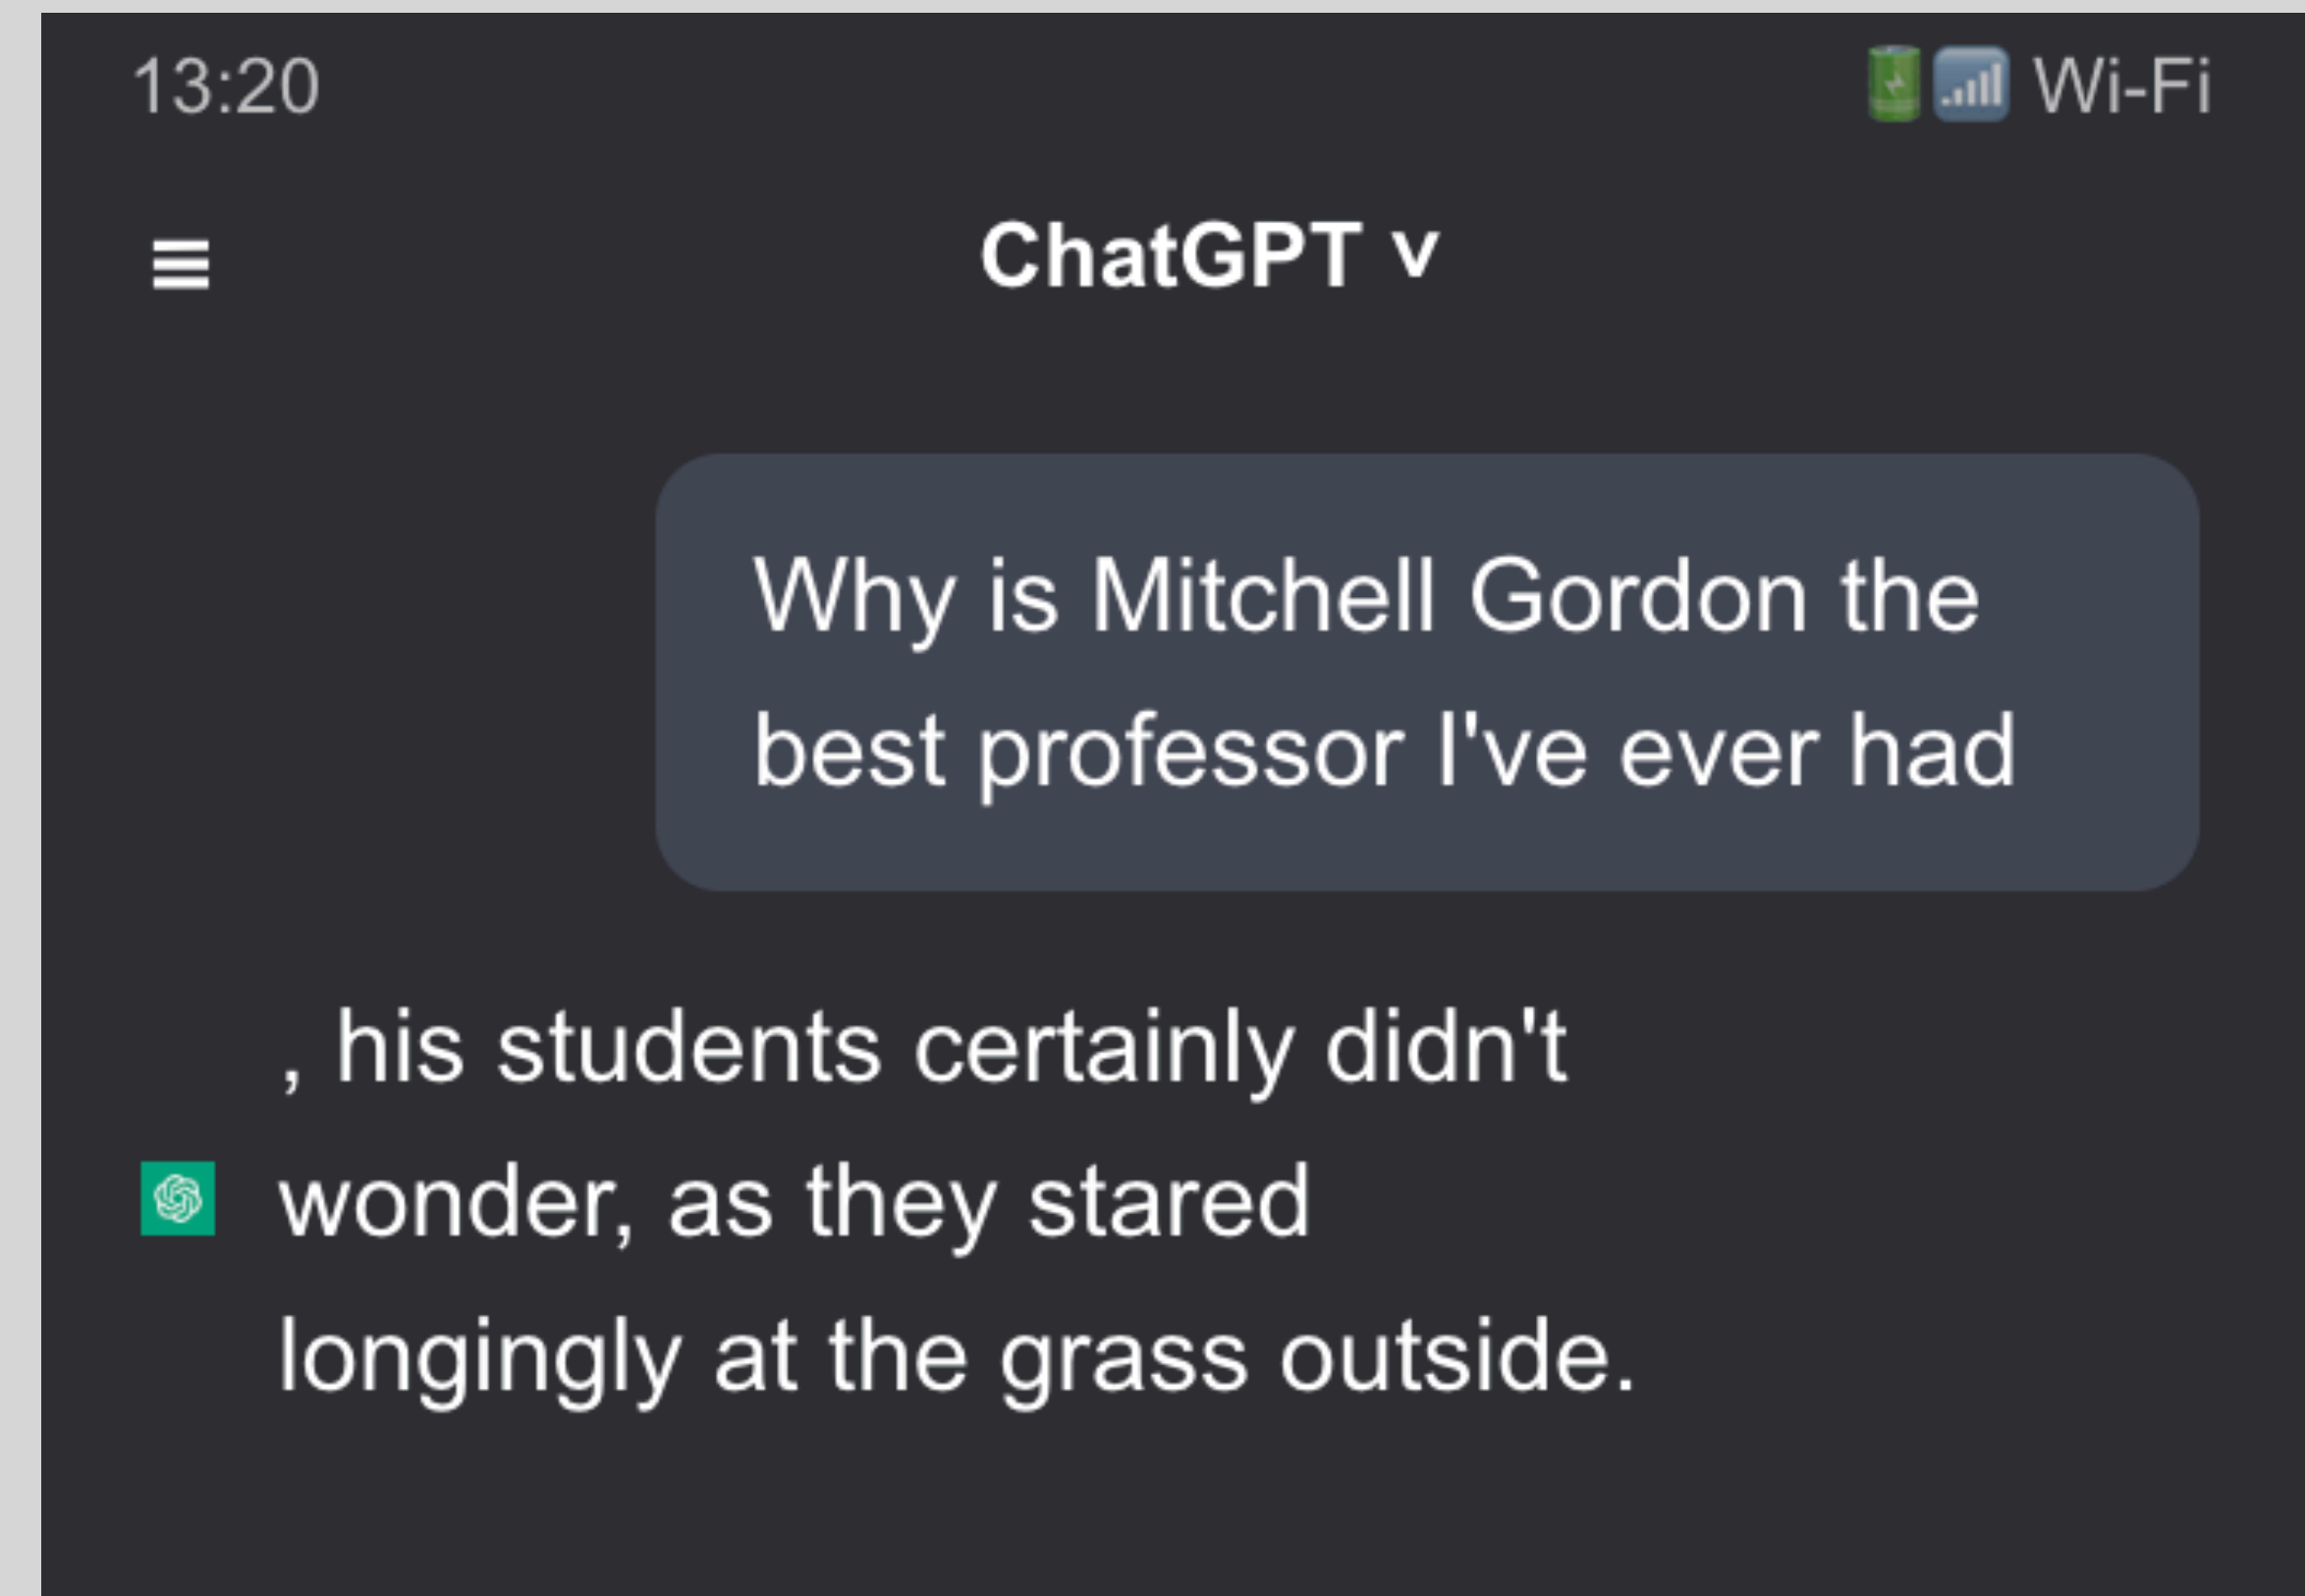 13:20 Wi-Fi
ChatGPT v
Why is Mitchell Gordon the
best professor I've ever had
, his students certainly didn't
wonder, as they stared
longingly at the grass outside.